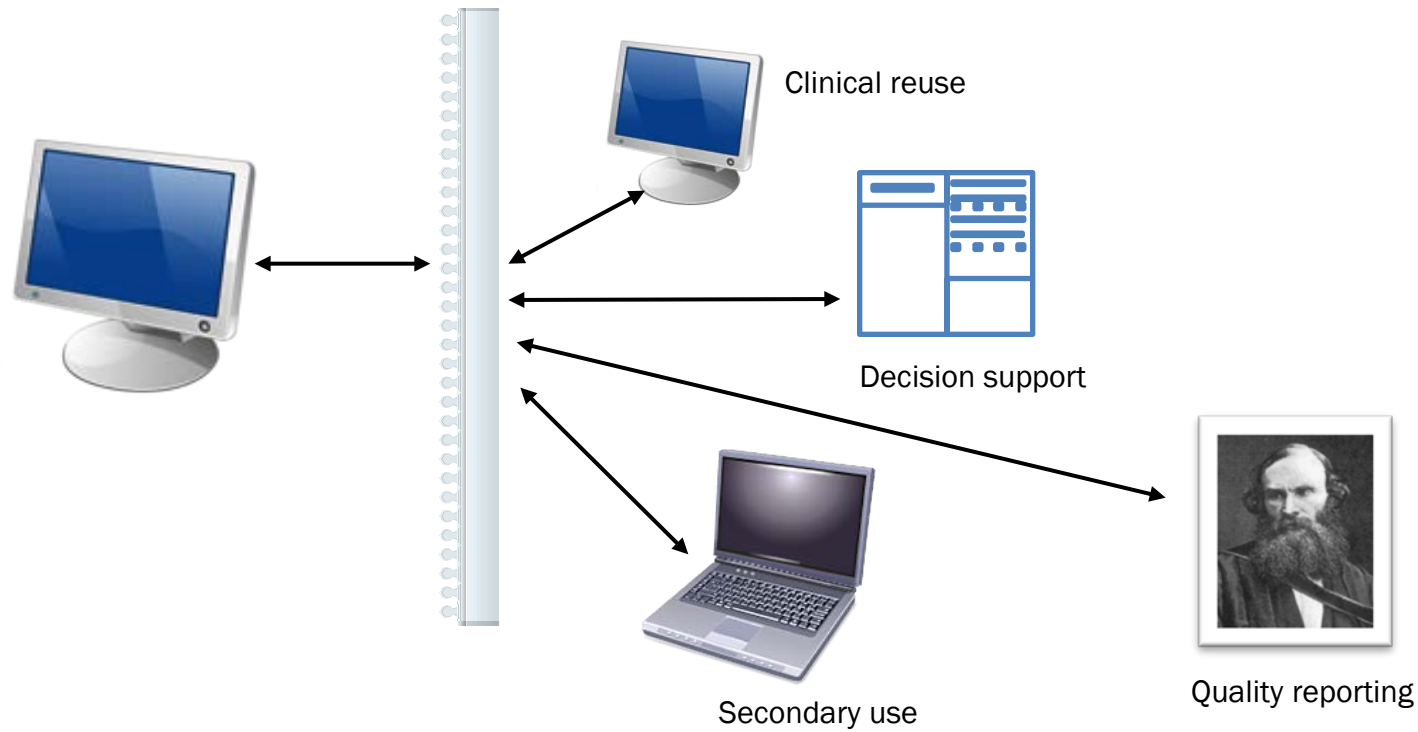 Clinical reuse
Decision support
Quality reporting
Secondary use